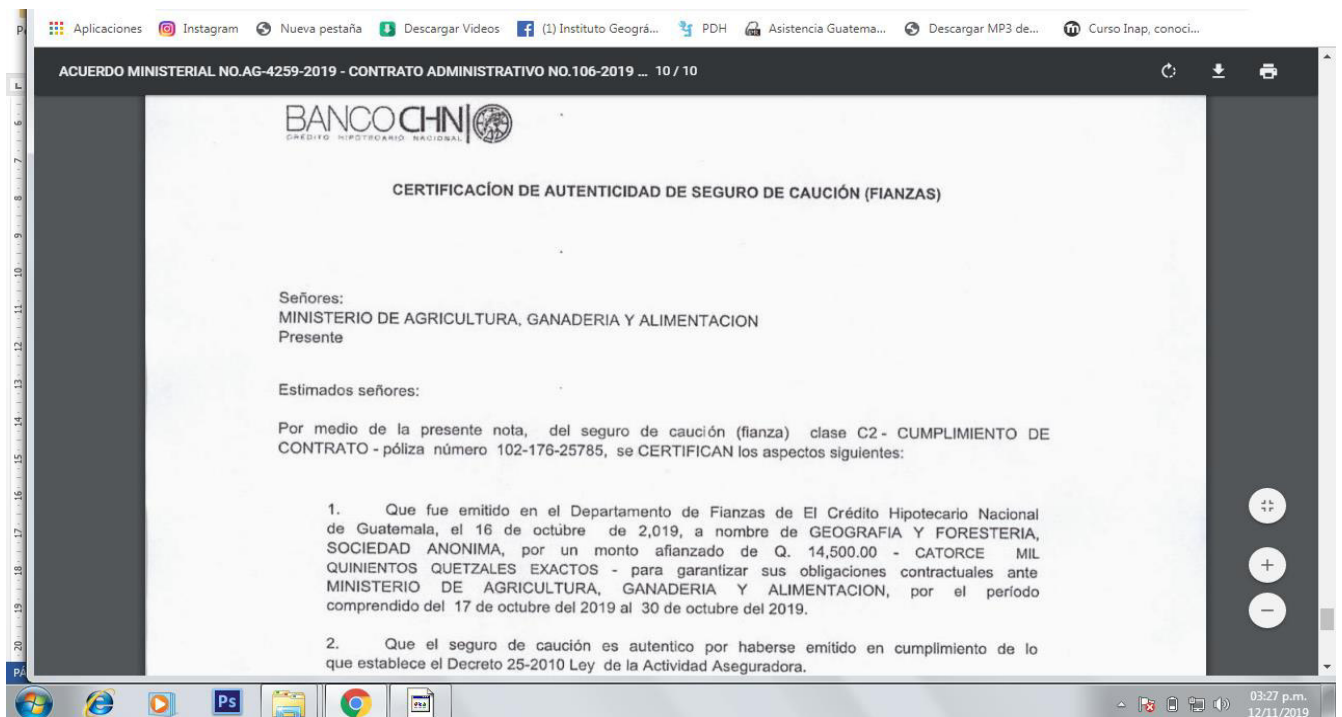 Aplicaciones Instagram Nueva pestaña Descargar Videos (1) Instituto Geográ... PDH Asistencia Guatema... Descargar MP3 de... Curso Inap, conoci...
ACUERDO MINISTERIAL NO.AG-4259-2019 - CONTRATO ADMINISTRATIVO NO.106-2019 ... 10 / 10
BANCO CHN
CRÉDITO HIPOTECARIO NACIONAL
CERTIFICACÍON DE AUTENTICIDAD DE SEGURO DE CAUCIÓN (FIANZAS)
Señores:
MINISTERIO DE AGRICULTURA, GANADERIA Y ALIMENTACION
Presente
Estimados señores:
Por medio de la presente nota, del seguro de caución (fianza) clase C2 - CUMPLIMIENTO DE
CONTRATO - póliza número 102-176-25785, se CERTIFICAN los aspectos siguientes:
1. Que fue emitido en el Departamento de Fianzas de El Crédito Hipotecario Nacional
de Guatemala, el 16 de octúbre de 2,019, a nombre de GEOGRAFIA Y FORESTERIA,
SOCIEDAD ANONIMA, por un monto afianzado de Q. 14,500.00 - CATORCE MIL
QUINIENTOS QUETZALES EXACTOS - para garantizar sus obligaciones contractuales ante
MINISTERIO DE AGRICULTURA, GANADERIA Y ALIMENTACION, por el período
comprendido del 17 de octubre del 2019 al 30 de octubre del 2019.
2. Que el seguro de caución es autentico por haberse emitido en cumplimiento de lo
que establece el Decreto 25-2010 Ley de la Actividad Aseguradora.
Ps
03:27 p.m.
12/11/2019